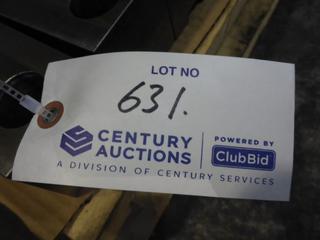 LOT NO
631.
CENTURY
AUCTIONS
POWERED BY
ClubBid
A DIVISION OF CENTURY SERVICES